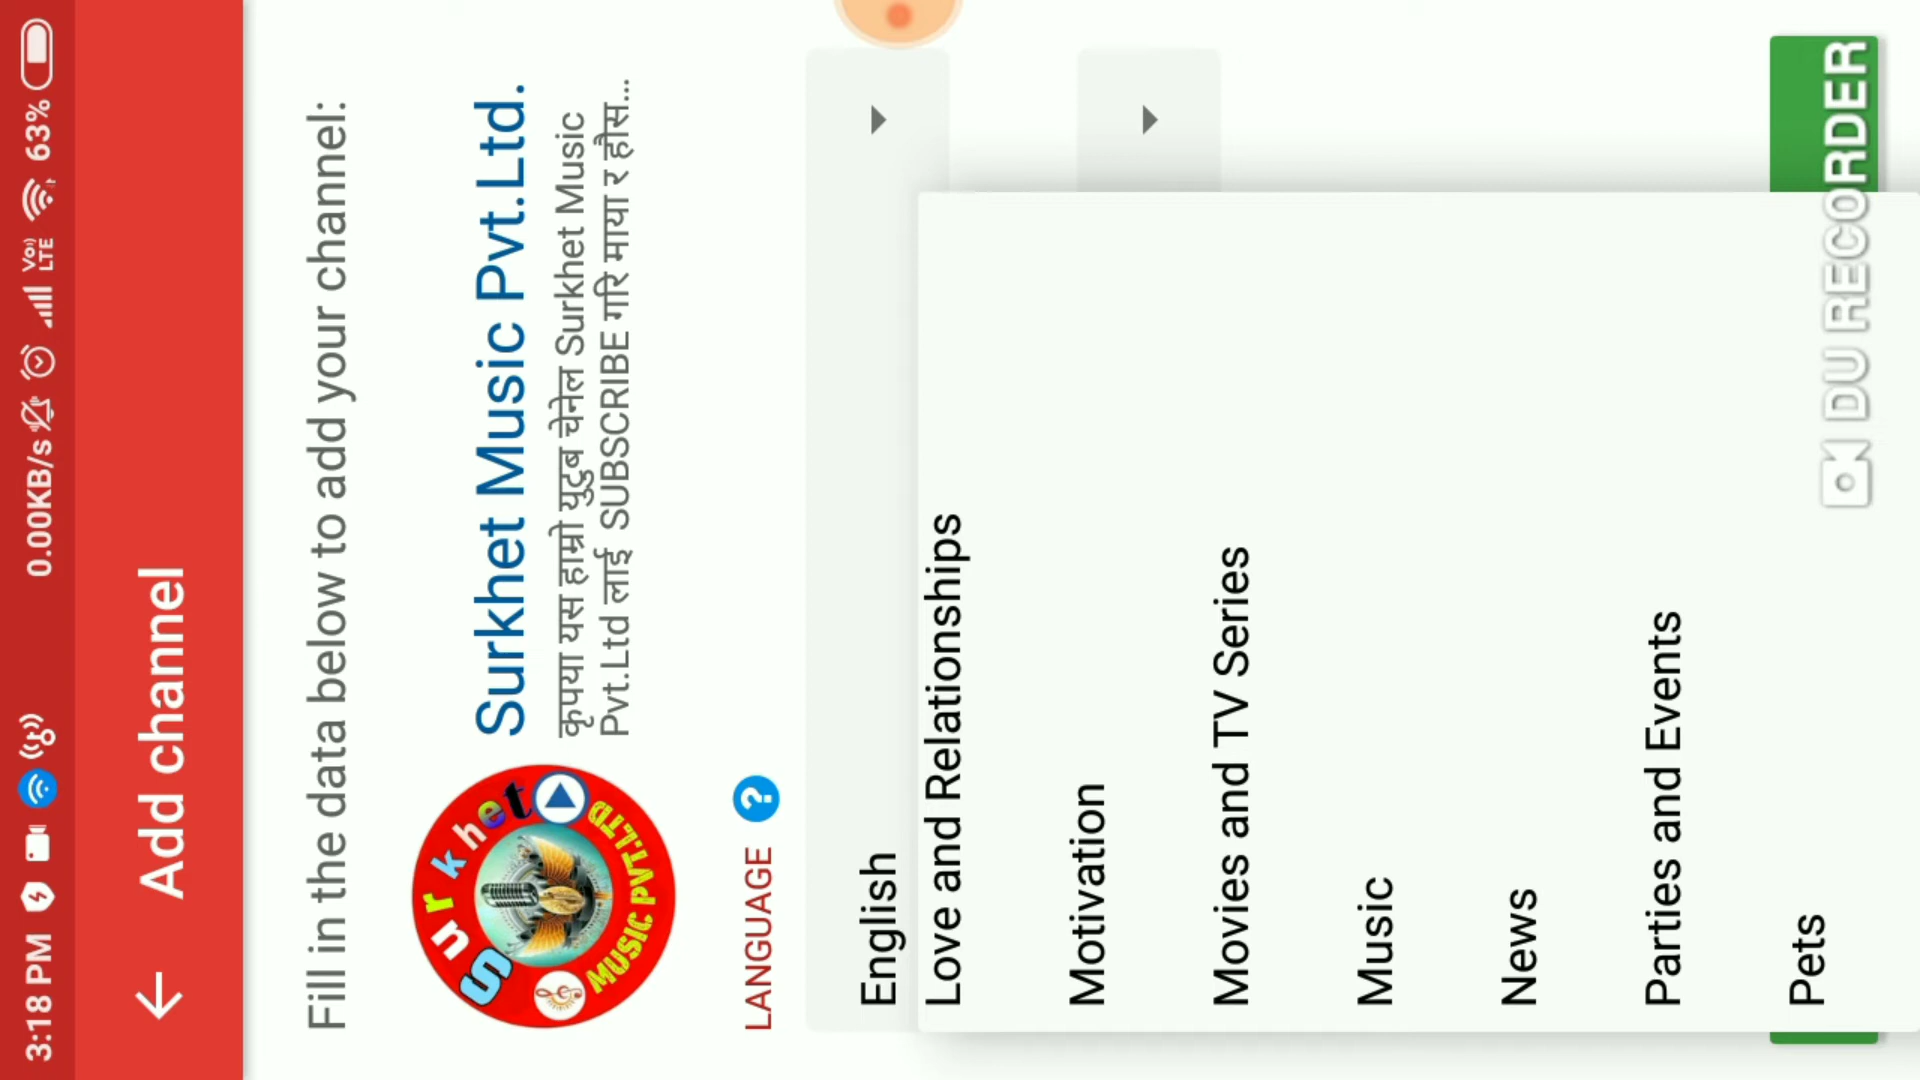 3:18 PM
0.00KB/s
Vo))
LTE
63%
Add channel
Fill in the data below to add your channel:
Surkhet
MUSIC PVT.LTD
Surkhet Music Pvt.Ltd.
कृपया यस हाम्रो युटुब चेनेल Surkhet Music
Pvt.Ltd लाई SUBSCRIBE गरि माया र हौस...
LANGUAGE ?
English
Love and Relationships
Motivation
Movies and TV Series
Music
News
Parties and Events
Pets
DU RECORDER